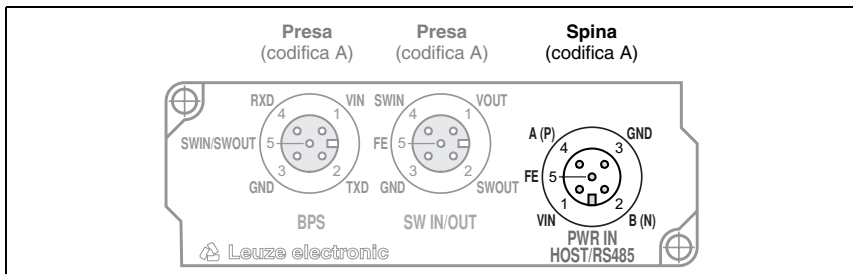 Presa Presa Spina
(codifica A) (codifica A) (codifica A)
RXD VIN SWIN VOUT
4 1 4 1
A (P) GND
4 3
SWIN/SWOUT 5 FE 5
FE 5
3 2 3 2
GND TXD GND SWOUT
1 2
VIN B (N)
BPS SW IN/OUT
PWR IN
HOST/RS485
Leuze electronic